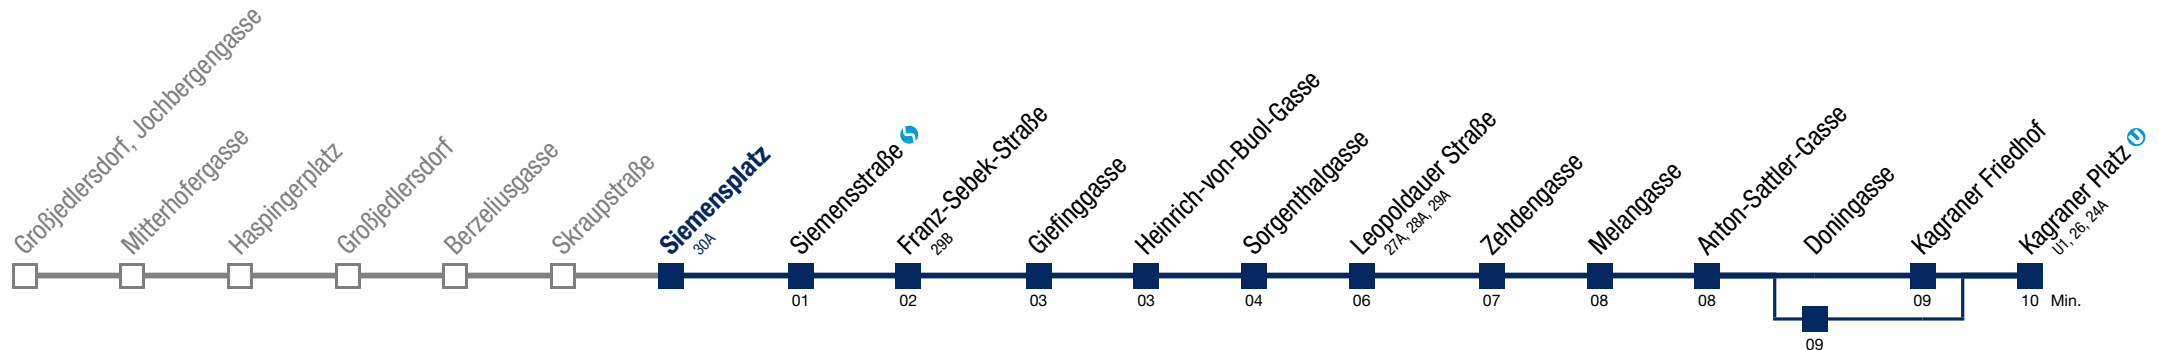 Großjedlersdorf, Jochbergengasse
Mitterhofergasse
Haspingerplatz
Großjedlersdorf
Berzeliusgasse
Skraupstraße
Siemensplatz
30A
Siemensstraße
Franz-Sebek-Straße
29B
Giefinggasse
Heinrich-von-Buol-Gasse
Sorgenthalgasse
Leopoldauer Straße
27A, 28A, 29A
Zehdengasse
Melangasse
Anton-Sattler-Gasse
Doningasse
Kagraner Friedhof
Kagraner Platz U
U1, 26, 24A
01 02 03 03 04 06 07 08 08 09 10 Min.
09